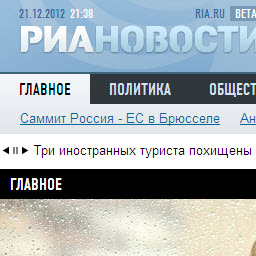 21.12.2012 21:38 RIA.RU BETA
РИАНОВОСТИ
ГЛАВНОЕ ПОЛИТИКА ОБЩЕСТ
Саммит Россия - ЕС в Брюсселе Ан
Три иностранных туриста похищены
ГЛАВНОЕ